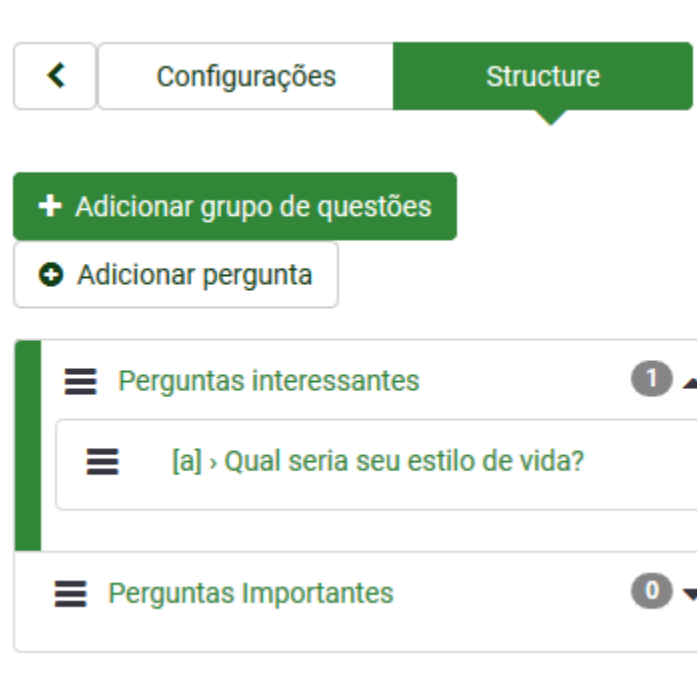 Configurações
Structure
Adicionar grupo de questões
Adicionar pergunta
Perguntas interessantes 1
[a] › Qual seria seu estilo de vida?
Perguntas Importantes 0